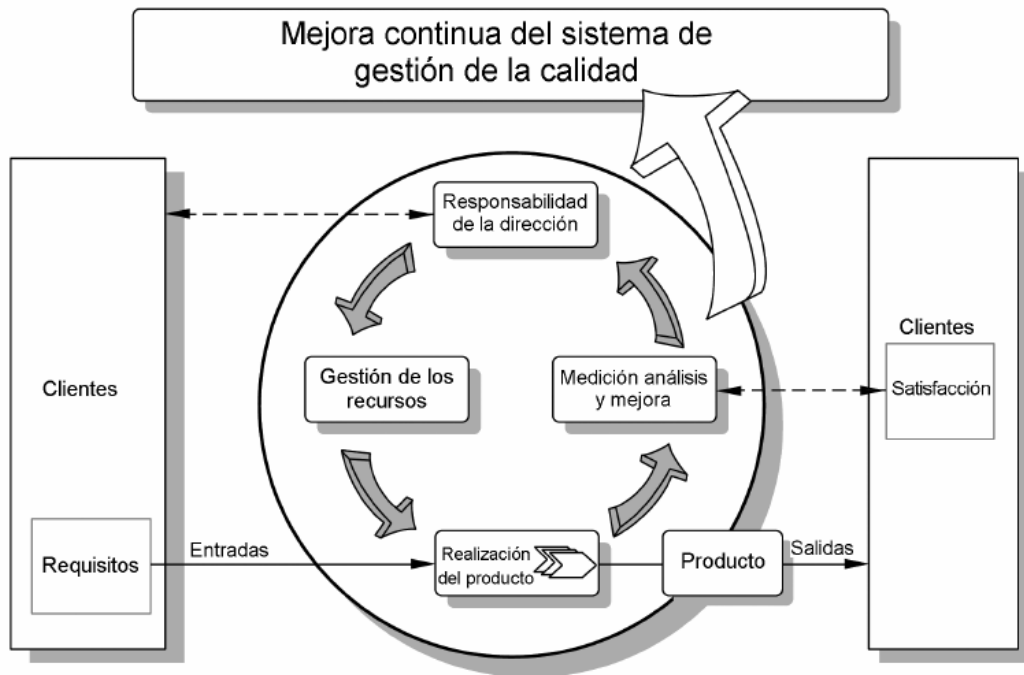 Mejora continua del sistema de
gestión de la calidad
Responsabilidad
de la dirección
Clientes
Gestión de los
recursos
Medición análisis
y mejora
Clientes
Satisfacción
Requisitos
Entradas
Realización
del producto
Producto
Salidas